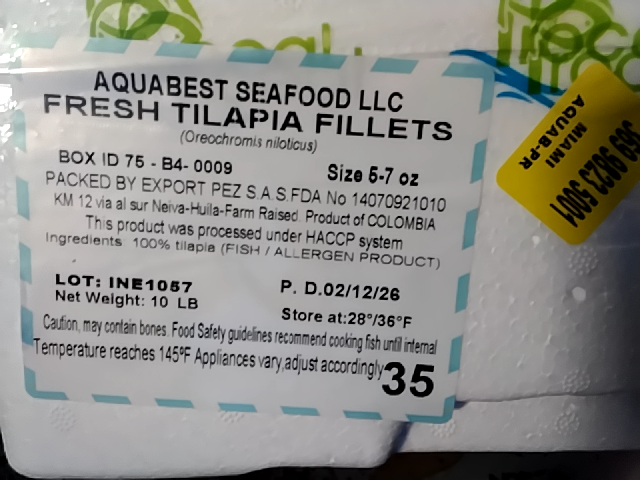 AQUABEST SEAFOOD LLC
FRESH TILAPIA FILLETS
(Oreochromis niloticus)
BOX ID 75 - B4- 0009
Size 5-7 oz
PACKED BY EXPORT PEZ S.A.S.FDA No 14070921010
KM 12 via al sur Neiva-Huila-Farm Raised. Product of COLOMBIA
This product was processed under HACCP system
Ingredients 100% tilapia (FISH / ALLERGEN PRODUCT)
LOT: INE1057
P. D.02/12/26
Net Weight: 10 LB
Store at:28°/36°F
Caution, may contain bones. Food Safety guidelines recommend cooking fish until internal
Temperature reaches 145ºF Appliances vary,adjust accordingly
35
AQUAB-PR
MIAMI
9823 5001